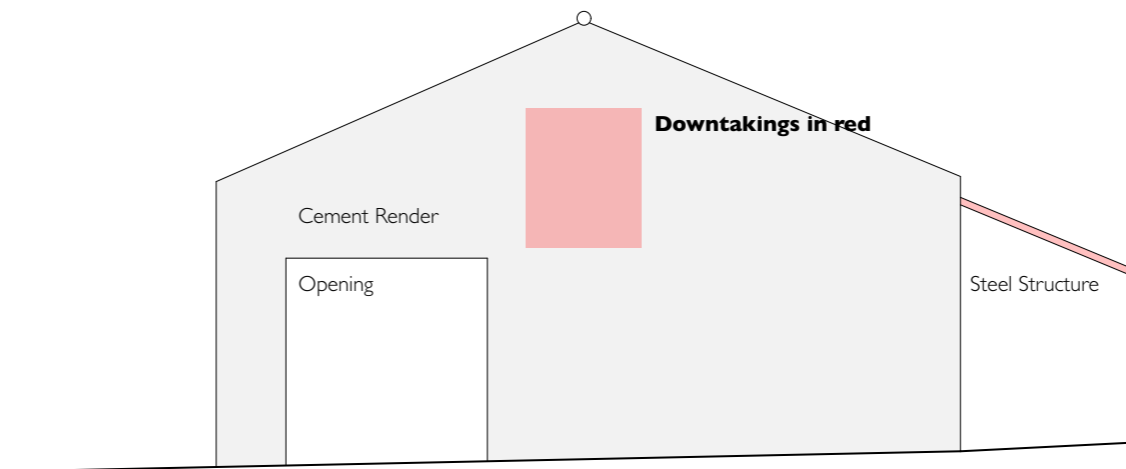 Downtakings in red
Cement Render
Opening
Steel Structure